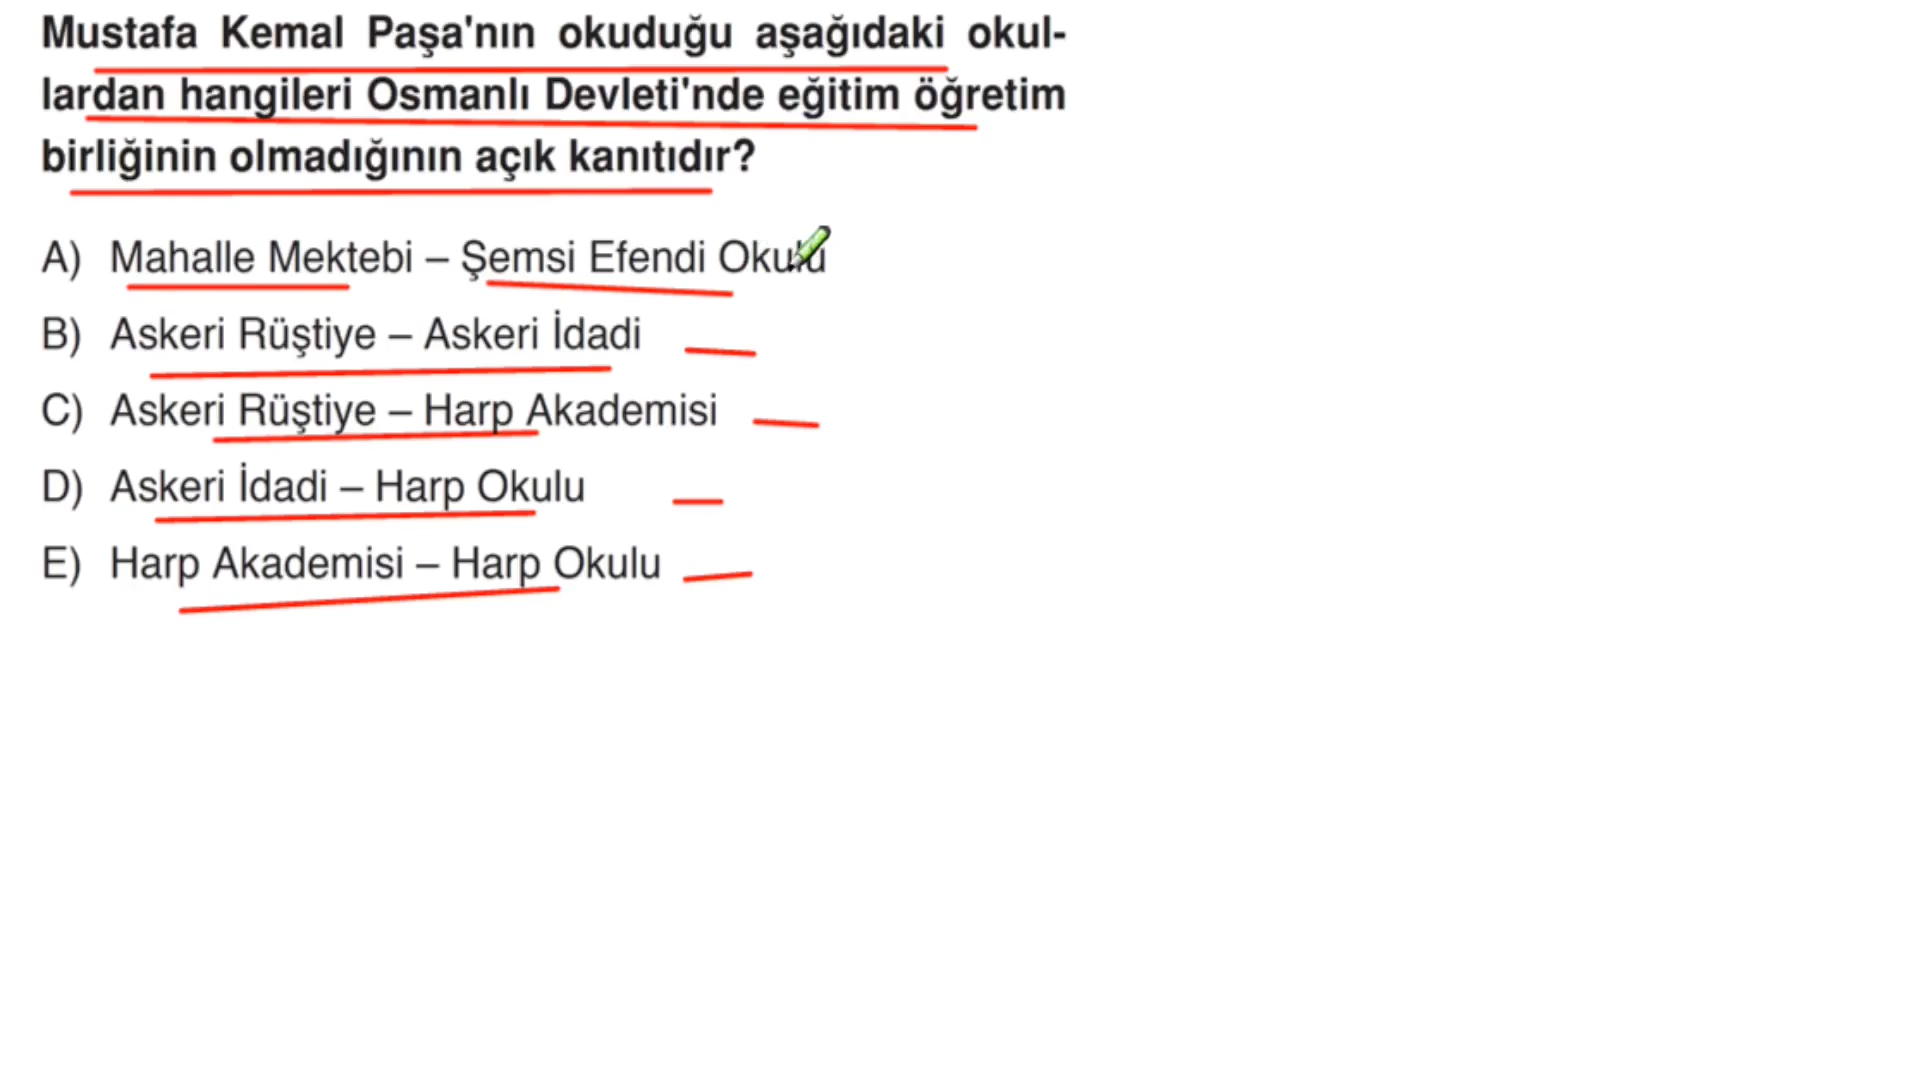 Mustafa Kemal Paşa'nın okuduğu aşağıdaki okul-
lardan hangileri Osmanlı Devleti'nde eğitim öğretim
birliğinin olmadığının açık kanıtıdır?
A) Mahalle Mektebi – Şemsi Efendi Okulu
B) Askeri Rüştiye – Askeri İdadi
C) Askeri Rüştiye – Harp Akademisi
D) Askeri İdadi – Harp Okulu
E) Harp Akademisi – Harp Okulu